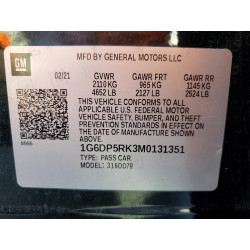 GM
MFD BY GENERAL MOTORS LLC
02/21 GVWR GAWR FRT GAWR RR
2110 KG 965 KG 1145 KG
4652 LB 2127 LB 2524 LB
THIS VEHICLE CONFORMS TO ALL
APPLICABLE U.S. FEDERAL MOTOR
VEHICLE SAFETY, BUMPER, AND THEFT
PREVENTION STANDARDS IN EFFECT ON
THE DATE OF MANUFACTURE SHOWN
ABOVE.
1G6DP5RK3M0131351
TYPE: PASS CAR